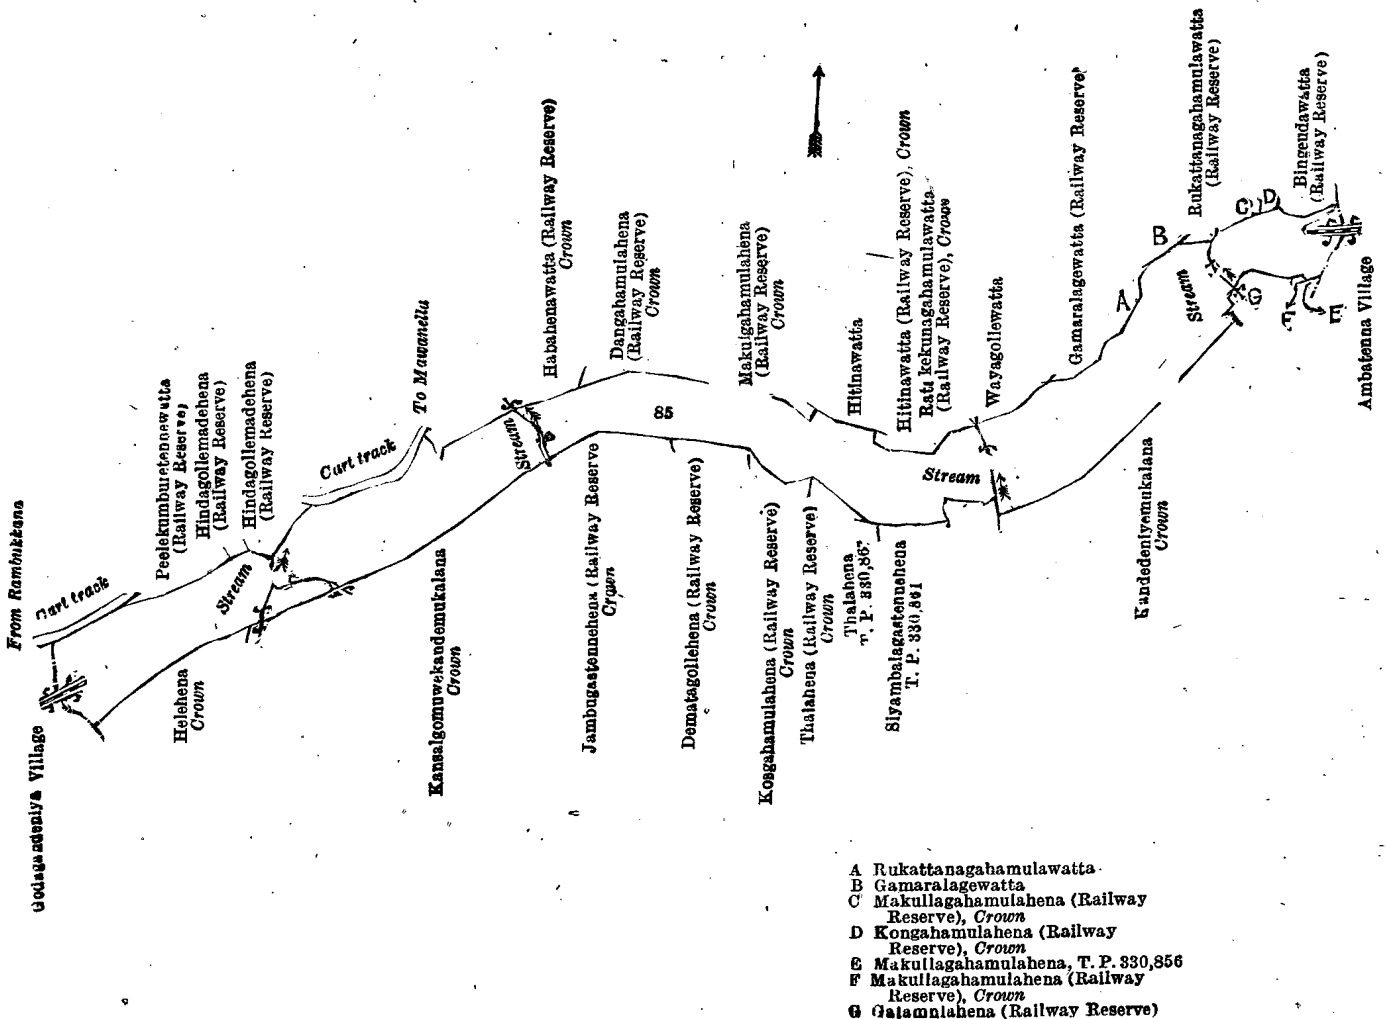 From Rambukkana
Cart track
Peelekumburetennewatta
(Railway Reserve)
Hindagollemadehena
(Railway Reserve)
Hindagollemadehena
(Railway Reserve)
Stream
Cart track
To Mawanella
Habahenawatta (Railway Reserve)
Crown
Stream
Dangahamulahena
(Railway Reserve)
Crown
85
Makulgahamulahena
(Railway Reserve)
Crown
Hitinawatta
Hitinawatta (Railway Reserve), Crown
Rata kekunagahamulawatta
(Railway Reserve), Crown
Wayagollewatta
Stream
Gamaralagewatta (Railway Reserve)
A
B
Rukattanagahamulawatta
(Railway Reserve)
Stream
C
D
Bingendawatta
(Railway Reserve)
G
F
E
Ambatenna Village
Godagandeniya Village
Helehena
Crown
Kansalgomuwekandemukalana
Crown
Jambugastennehena (Railway Reserve
Crown
Dematagollehena (Railway Reserve)
Crown
Kosgahamulahena (Railway Reserve)
Crown
Thalahena (Railway Reserve)
Crown
Thalahena
T. P. 330,867
Siyambalagastennehena
T. P. 330,861
Kandedeniyemukalana
Crown
A Rukattanagahamulawatta
B Gamaralagewatta
C Makullagahamulahena (Railway
Reserve), Crown
D Kongahamulahena (Railway
Reserve), Crown
E Makullagahamulahena, T. P. 330,856
F Makullagahamulahena (Railway
Reserve), Crown
G Galamulahena (Railway Reserve)